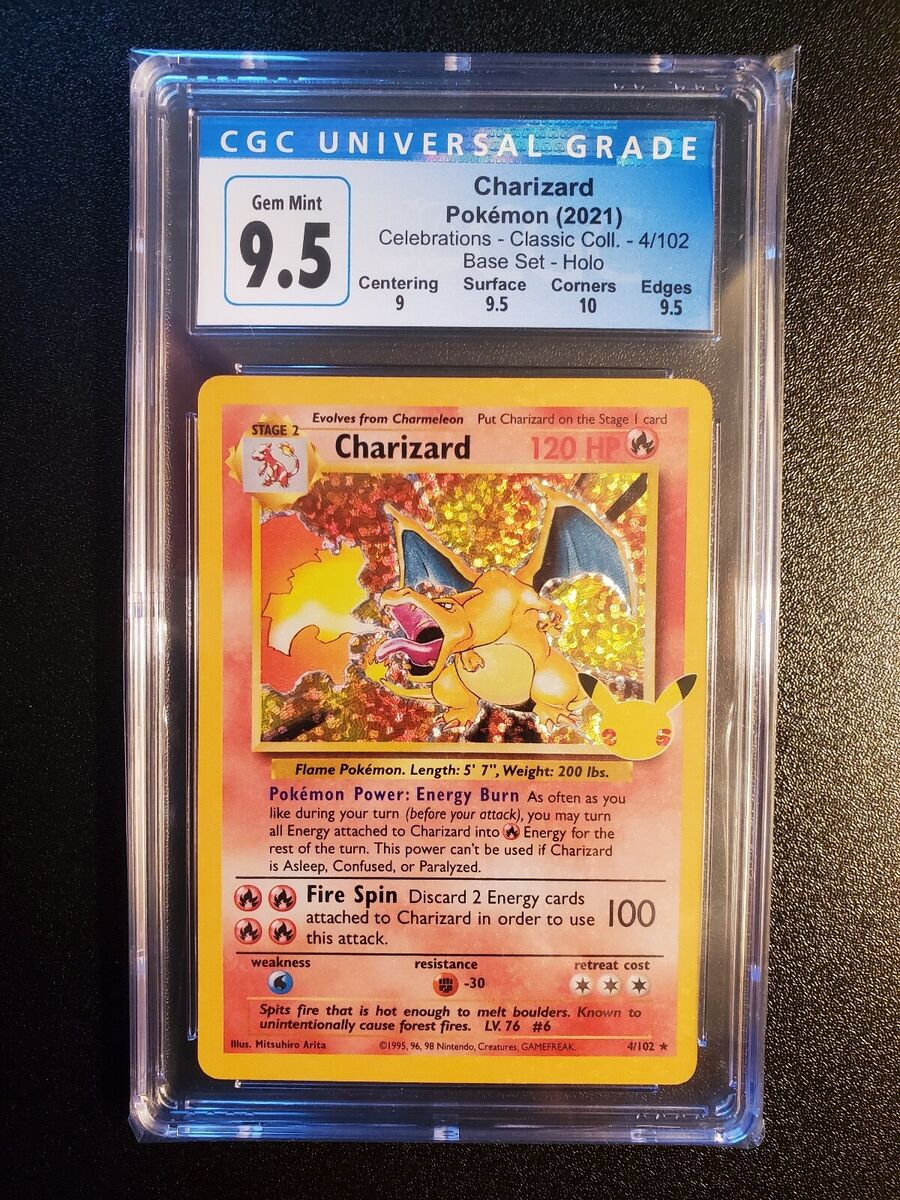 CGC UNIVERSAL GRADE
Gem Mint
9.5
Charizard
Pokémon (2021)
Celebrations - Classic Coll. - 4/102
Base Set - Holo
Centering Surface Corners Edges
9 9.5 10 9.5
Evolves from Charmeleon Put Charizard on the Stage 1 card
STAGE 2
Charizard 120 HP
Flame Pokémon. Length: 5' 7", Weight: 200 lbs.
Pokémon Power: Energy Burn As often as you
like during your turn (before your attack), you may turn
all Energy attached to Charizard into Energy for the
rest of the turn. This power can't be used if Charizard
is Asleep, Confused, or Paralyzed.
Fire Spin Discard 2 Energy cards
attached to Charizard in order to use 100
this attack.
weakness resistance retreat cost
-30
Spits fire that is hot enough to melt boulders. Known to
unintentionally cause forest fires. LV. 76 #6
Illus. Mitsuhiro Arita ©1995, 96, 98 Nintendo, Creatures, GAMEFREAK. 4/102 ★